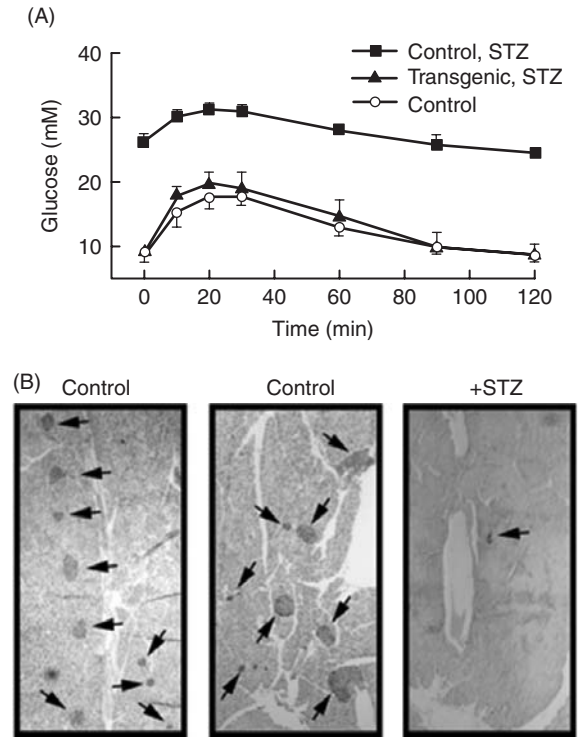 (A)
Control, STZ
Transgenic, STZ
Control
40
30
20
10
Glucose (mM)
0 20 40 60 80 100 120
Time (min)
(B)
Control Control +STZ